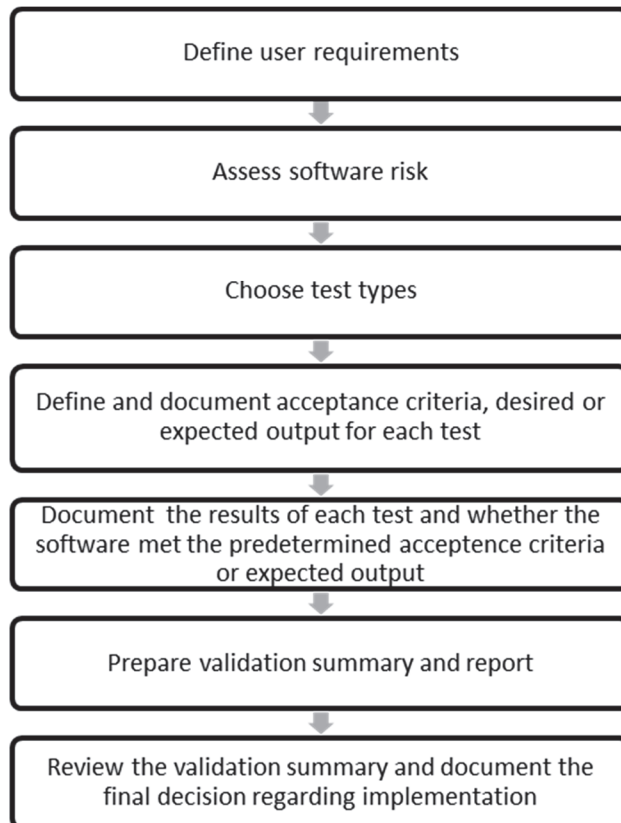 Define user requirements
Assess software risk
Choose test types
Define and document acceptance criteria, desired or
expected output for each test
Document the results of each test and whether the
software met the predetermined acceptence criteria
or expected output
Prepare validation summary and report
Review the validation summary and document the
final decision regarding implementation